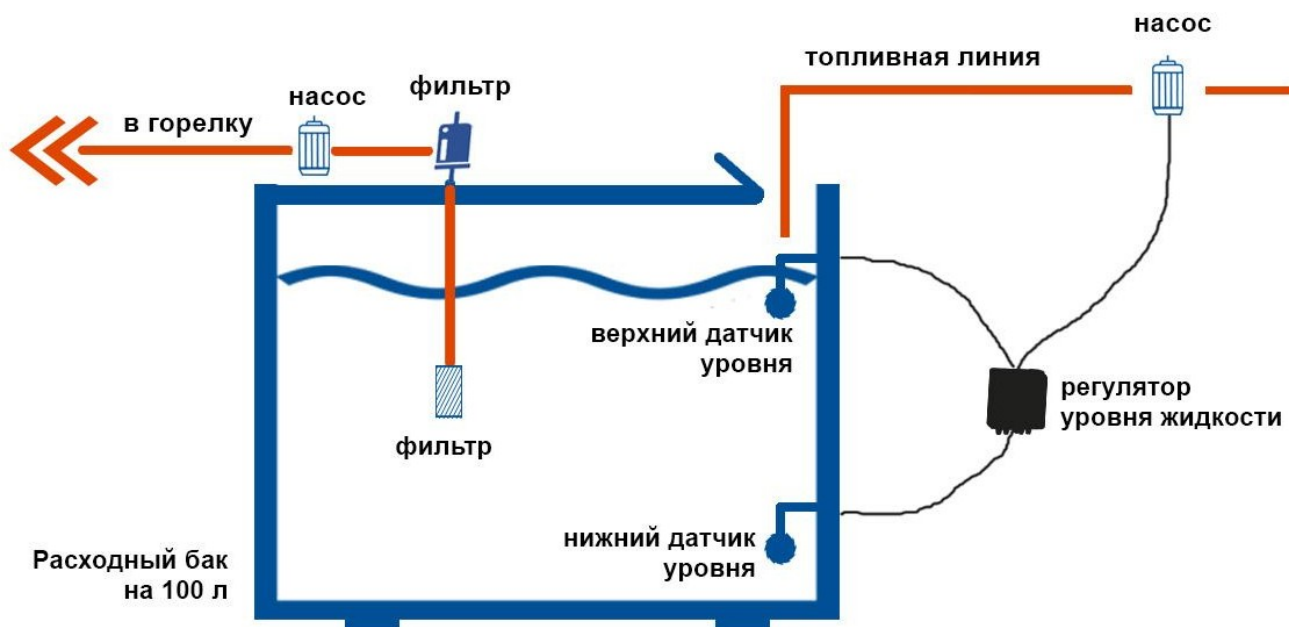 насос
топливная линия
фильтр
насос
в горелку
верхний датчик
уровня
регулятор
уровня жидкости
фильтр
нижний датчик
уровня
Расходный бак
на 100 л